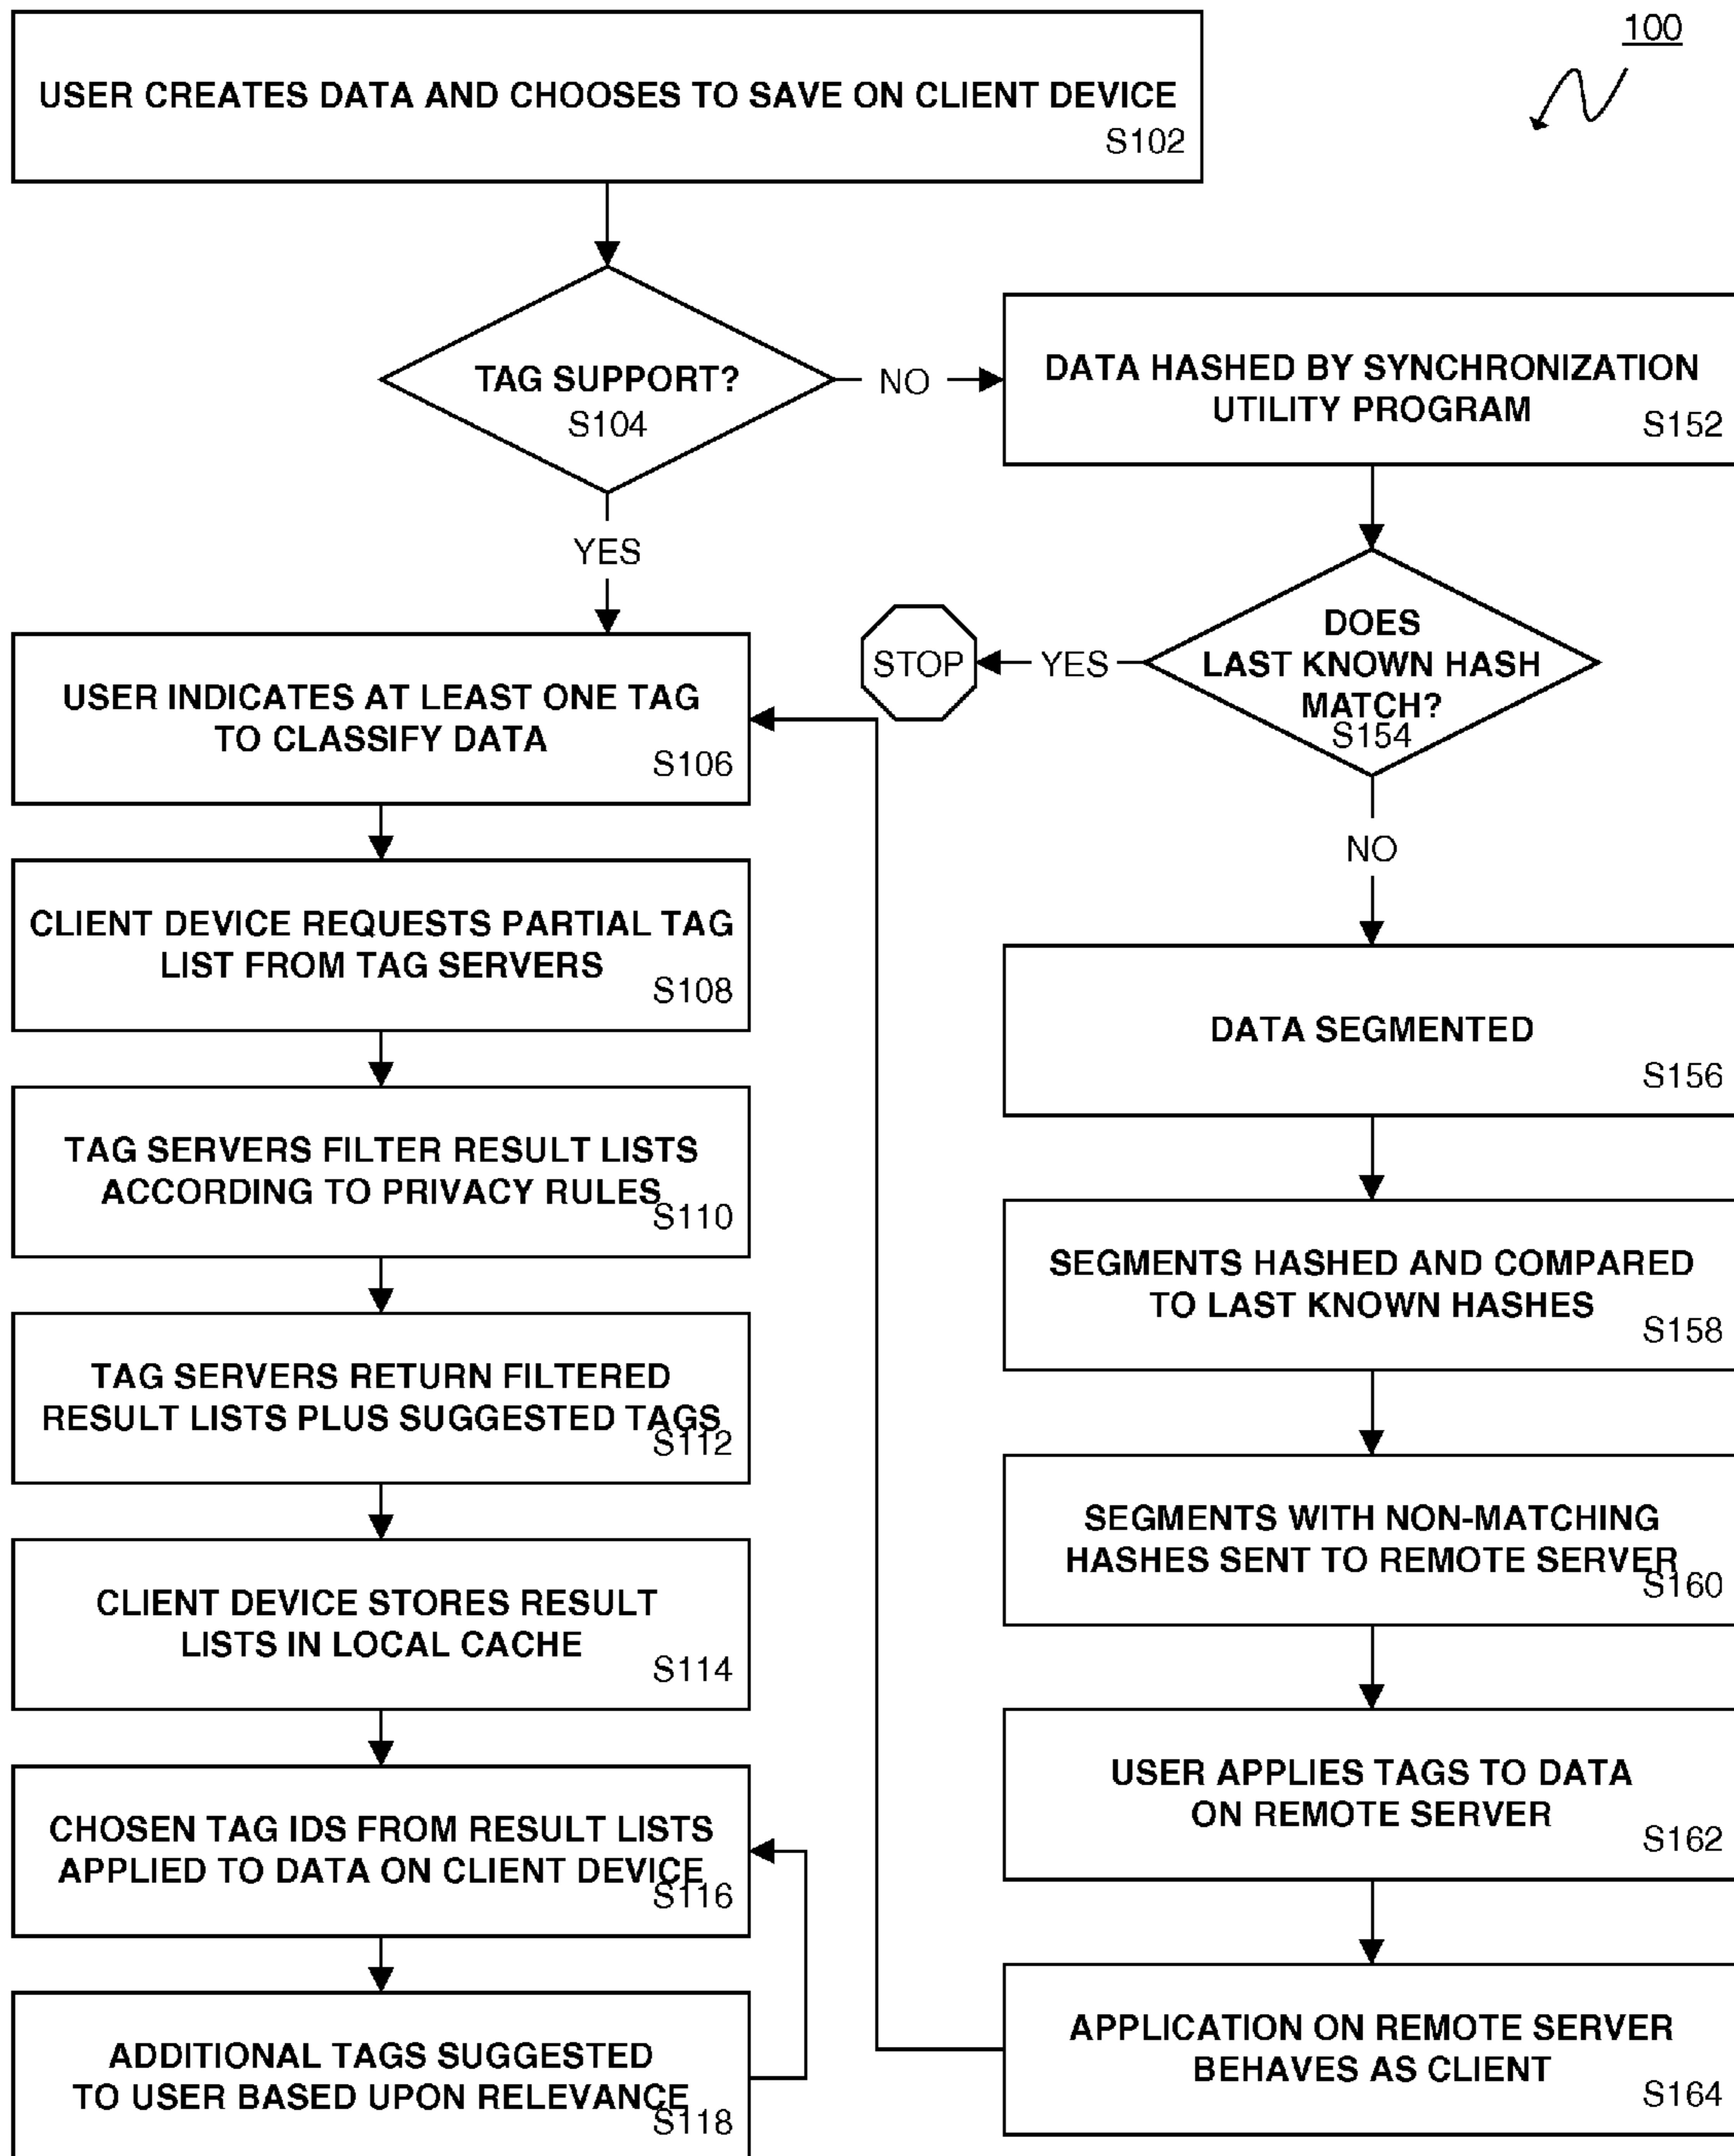 100
USER CREATES DATA AND CHOOSES TO SAVE ON CLIENT DEVICE
S102
TAG SUPPORT?
S104
NO
YES
DATA HASHED BY SYNCHRONIZATION
UTILITY PROGRAM
S152
DOES
LAST KNOWN HASH
MATCH?
S154
YES
STOP
NO
USER INDICATES AT LEAST ONE TAG
TO CLASSIFY DATA
S106
CLIENT DEVICE REQUESTS PARTIAL TAG
LIST FROM TAG SERVERS
S108
TAG SERVERS FILTER RESULT LISTS
ACCORDING TO PRIVACY RULES
S110
TAG SERVERS RETURN FILTERED
RESULT LISTS PLUS SUGGESTED TAGS
S112
CLIENT DEVICE STORES RESULT
LISTS IN LOCAL CACHE
S114
CHOSEN TAG IDS FROM RESULT LISTS
APPLIED TO DATA ON CLIENT DEVICE
S116
ADDITIONAL TAGS SUGGESTED
TO USER BASED UPON RELEVANCE
S118
DATA SEGMENTED
S156
SEGMENTS HASHED AND COMPARED
TO LAST KNOWN HASHES
S158
SEGMENTS WITH NON-MATCHING
HASHES SENT TO REMOTE SERVER
S160
USER APPLIES TAGS TO DATA
ON REMOTE SERVER
S162
APPLICATION ON REMOTE SERVER
BEHAVES AS CLIENT
S164